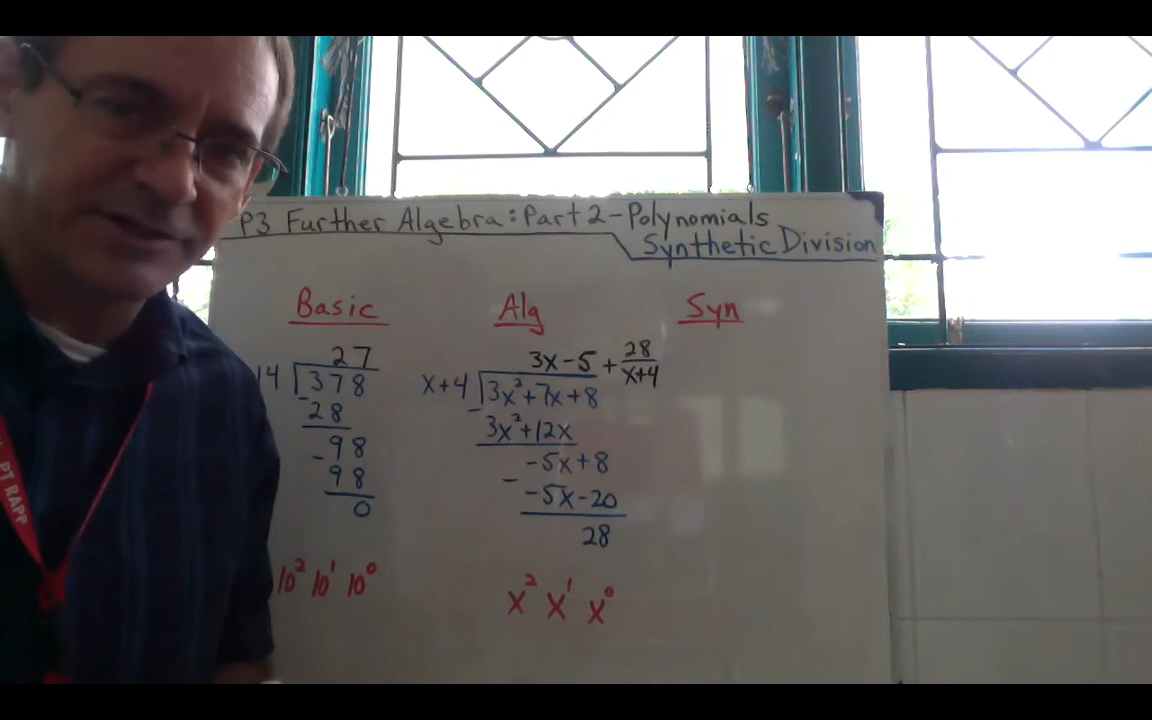 P3 Further Algebra: Part 2 - Polynomials
Synthetic Division
Basic
27
14 378
- 28
98
- 98
0
10² 10¹ 10⁰
Alg
3x - 5 + 28/x+4
x + 4 3x² + 7x + 8
- 3x² + 12x
-5x + 8
- -5x - 20
28
x² x¹ x⁰
Syn
PT RAPP